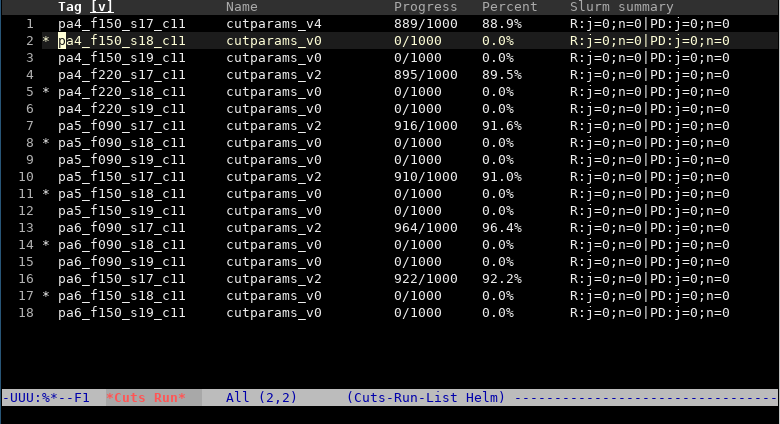 Tag [v] Name Progress Percent Slurm summary
1 pa4_f150_s17_c11 cutparams_v4 889/1000 88.9% R:j=0;n=0|PD:j=0;n=0
2 * pa4_f150_s18_c11 cutparams_v0 0/1000 0.0% R:j=0;n=0|PD:j=0;n=0
3 pa4_f150_s19_c11 cutparams_v0 0/1000 0.0% R:j=0;n=0|PD:j=0;n=0
4 pa4_f220_s17_c11 cutparams_v2 895/1000 89.5% R:j=0;n=0|PD:j=0;n=0
5 * pa4_f220_s18_c11 cutparams_v0 0/1000 0.0% R:j=0;n=0|PD:j=0;n=0
6 pa4_f220_s19_c11 cutparams_v0 0/1000 0.0% R:j=0;n=0|PD:j=0;n=0
7 pa5_f090_s17_c11 cutparams_v2 916/1000 91.6% R:j=0;n=0|PD:j=0;n=0
8 * pa5_f090_s18_c11 cutparams_v0 0/1000 0.0% R:j=0;n=0|PD:j=0;n=0
9 pa5_f090_s19_c11 cutparams_v0 0/1000 0.0% R:j=0;n=0|PD:j=0;n=0
10 pa5_f150_s17_c11 cutparams_v2 910/1000 91.0% R:j=0;n=0|PD:j=0;n=0
11 * pa5_f150_s18_c11 cutparams_v0 0/1000 0.0% R:j=0;n=0|PD:j=0;n=0
12 pa5_f150_s19_c11 cutparams_v0 0/1000 0.0% R:j=0;n=0|PD:j=0;n=0
13 pa6_f090_s17_c11 cutparams_v2 964/1000 96.4% R:j=0;n=0|PD:j=0;n=0
14 * pa6_f090_s18_c11 cutparams_v0 0/1000 0.0% R:j=0;n=0|PD:j=0;n=0
15 pa6_f090_s19_c11 cutparams_v0 0/1000 0.0% R:j=0;n=0|PD:j=0;n=0
16 pa6_f150_s17_c11 cutparams_v2 922/1000 92.2% R:j=0;n=0|PD:j=0;n=0
17 * pa6_f150_s18_c11 cutparams_v0 0/1000 0.0% R:j=0;n=0|PD:j=0;n=0
18 pa6_f150_s19_c11 cutparams_v0 0/1000 0.0% R:j=0;n=0|PD:j=0;n=0
-UUU:%*--F1 *Cuts Run* All (2,2) (Cuts-Run-List Helm) ---------------------------------